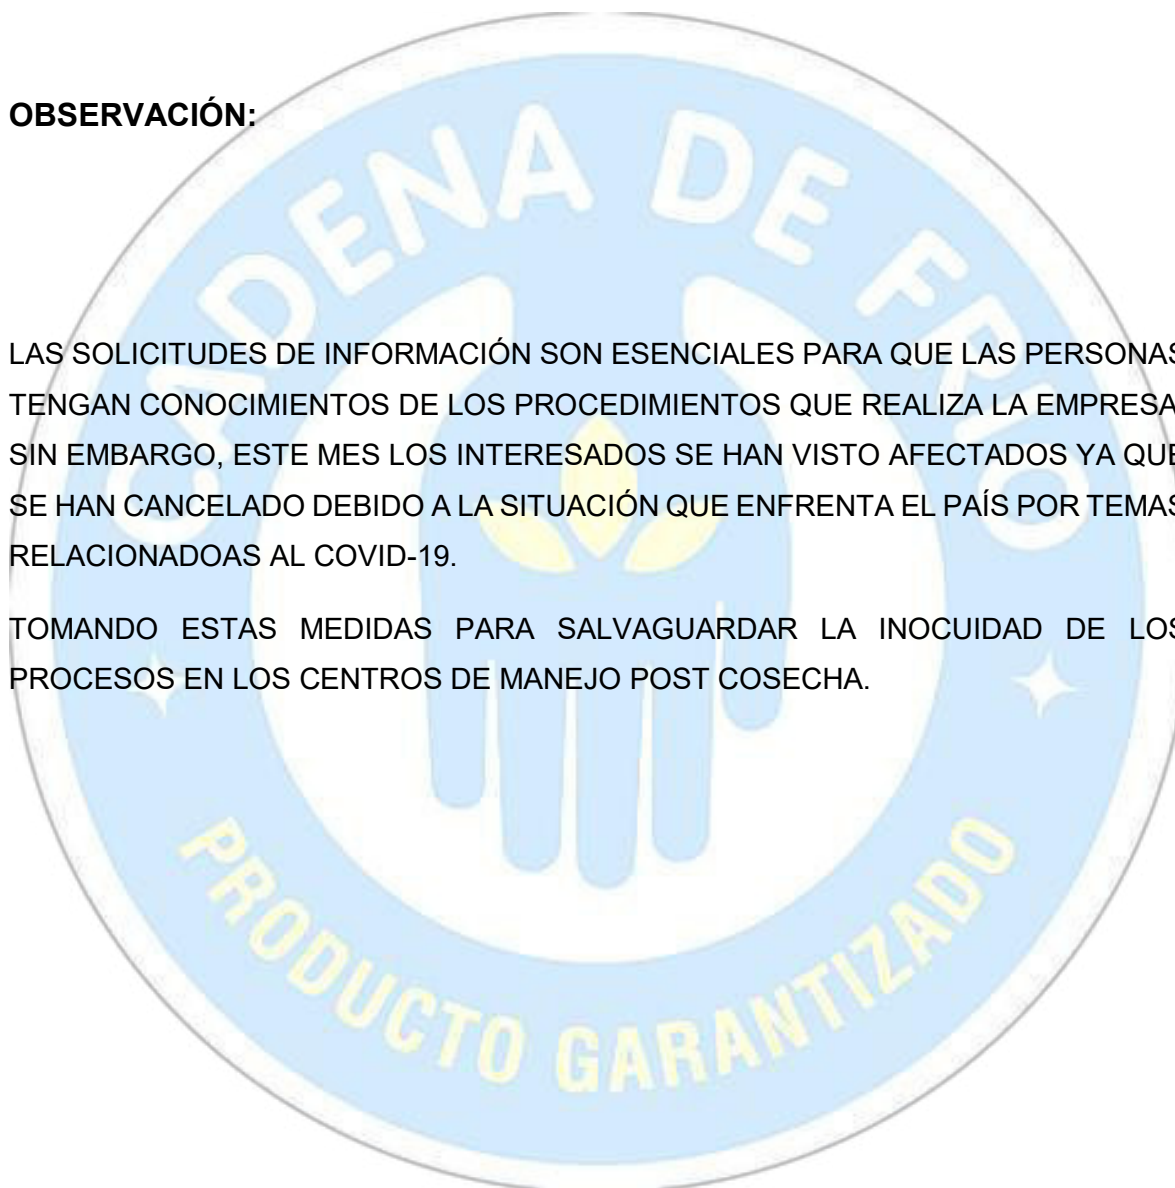 OBSERVACIÓN:
CADENA DE FRIO
LAS SOLICITUDES DE INFORMACIÓN SON ESENCIALES PARA QUE LAS PERSONAS
TENGAN CONOCIMIENTOS DE LOS PROCEDIMIENTOS QUE REALIZA LA EMPRESA,
SIN EMBARGO, ESTE MES LOS INTERESADOS SE HAN VISTO AFECTADOS YA QUE
SE HAN CANCELADO DEBIDO A LA SITUACIÓN QUE ENFRENTA EL PAÍS POR TEMAS
RELACIONADOAS AL COVID-19.
TOMANDO ESTAS MEDIDAS PARA SALVAGUARDAR LA INOCUIDAD DE LOS
PROCESOS EN LOS CENTROS DE MANEJO POST COSECHA.
PRODUCTO GARANTIZADO